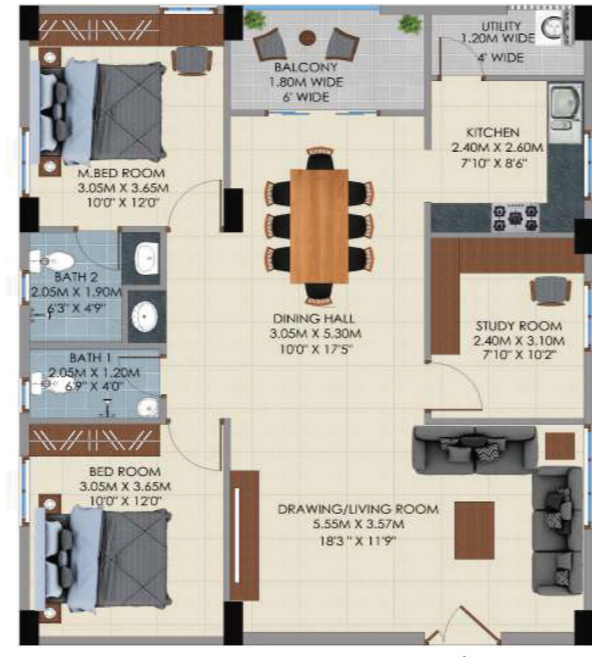 UTILITY
1.20M WIDE
4' WIDE
BALCONY
1.80M WIDE
6' WIDE
KITCHEN
2.40M X 2.60M
7'10" X 8'6"
M.BED ROOM
3.05M X 3.65M
10'0" X 12'0"
BATH 2
2.05M X 1.90M
6'3" X 4'9"
DINING HALL
3.05M X 5.30M
10'0" X 17'5"
STUDY ROOM
2.40M X 3.10M
7'10" X 10'2"
BATH 1
2.05M X 1.20M
6'9" X 4'0"
BED ROOM
3.05M X 3.65M
10'0" X 12'0"
DRAWING/LIVING ROOM
5.55M X 3.57M
18'3 " X 11'9"